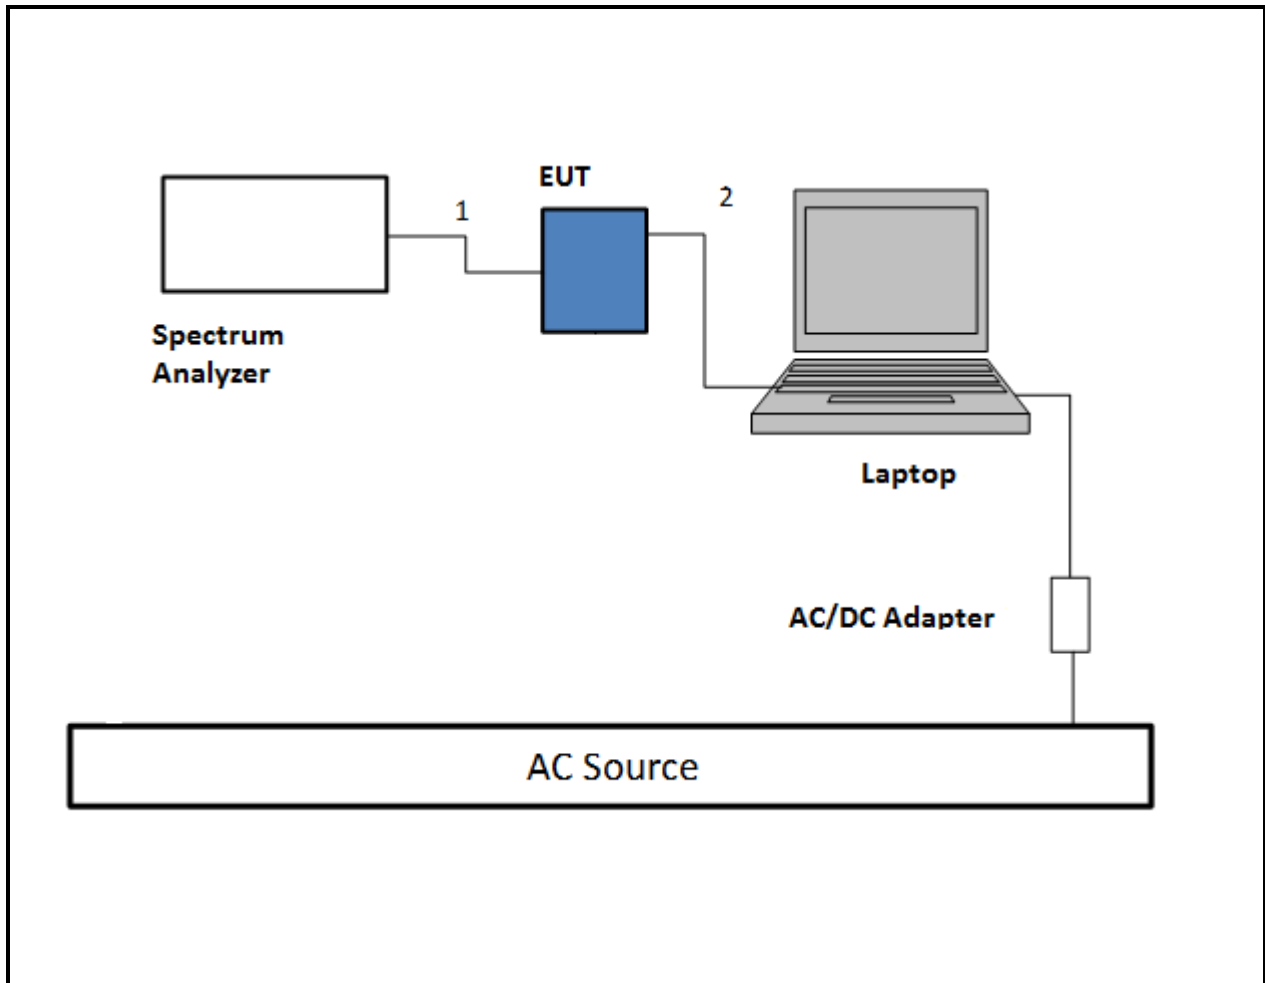 EUT
1
2
Spectrum
Analyzer
Laptop
AC/DC Adapter
AC Source